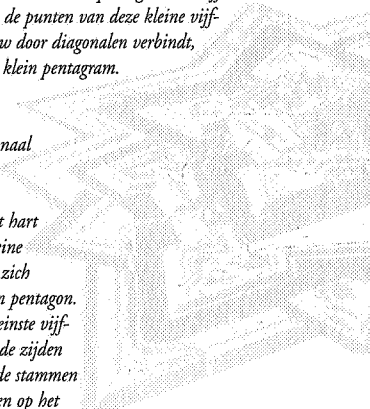 de punten van deze kleine vijf-
w door diagonalen verbindt,
klein pentagram.
naal
t hart
eine
zich
n pentagon.
einste vijf-
de zijden
de stammen
en op het